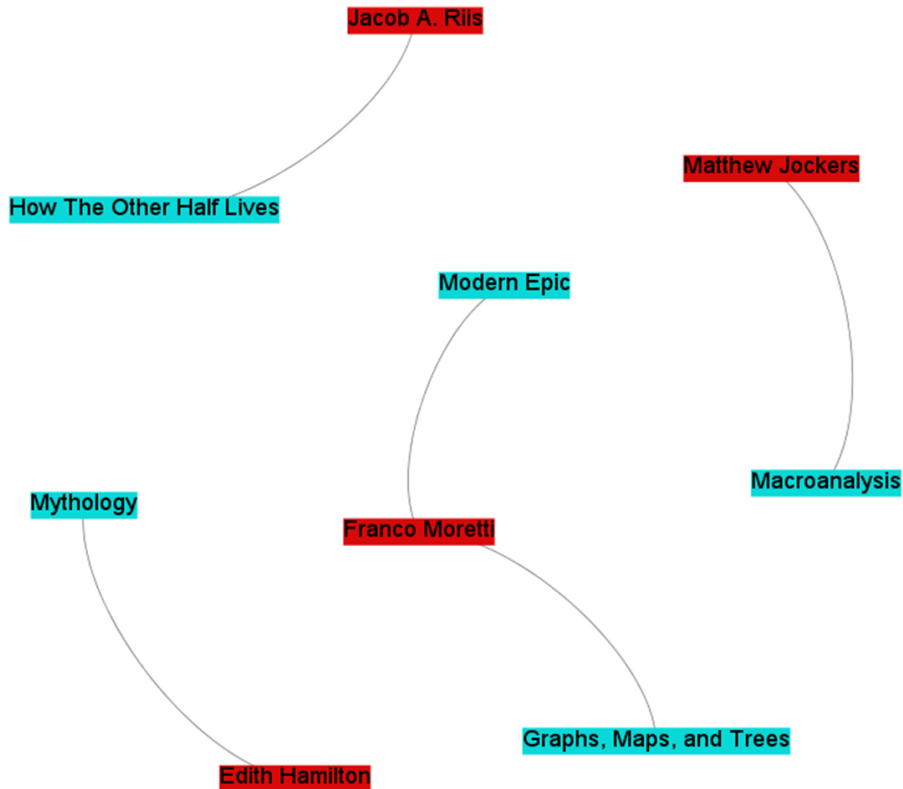 Jacob A. Riis
Matthew Jockers
How The Other Half Lives
Modern Epic
Macroanalysis
Mythology
Franco Moretti
Graphs, Maps, and Trees
Edith Hamilton